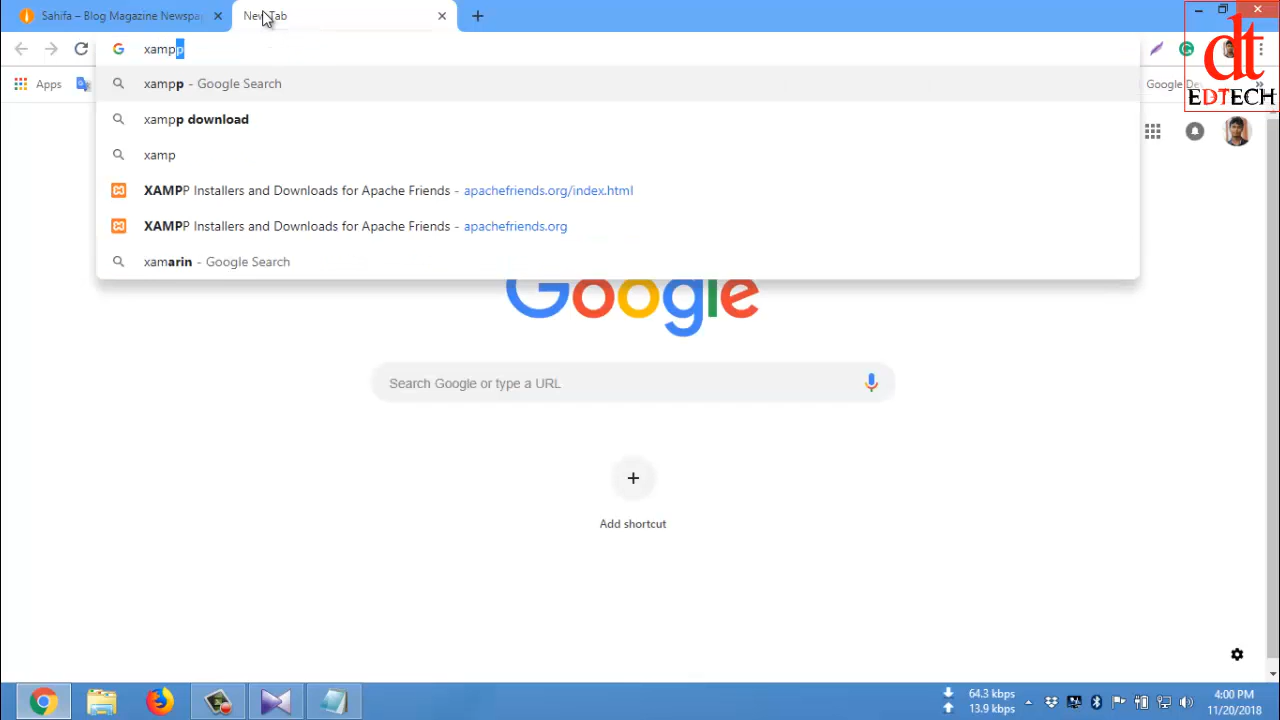 Sahifa – Blog Magazine Newspa
New Tab
xampp
Apps
Google De
dt
EDTECH
xampp - Google Search
xampp download
xamp
XAMPP Installers and Downloads for Apache Friends - apachefriends.org/index.html
XAMPP Installers and Downloads for Apache Friends - apachefriends.org
xamarin - Google Search
Google
Search Google or type a URL
Add shortcut
64.3 kbps
13.9 kbps
4:00 PM
11/20/2018